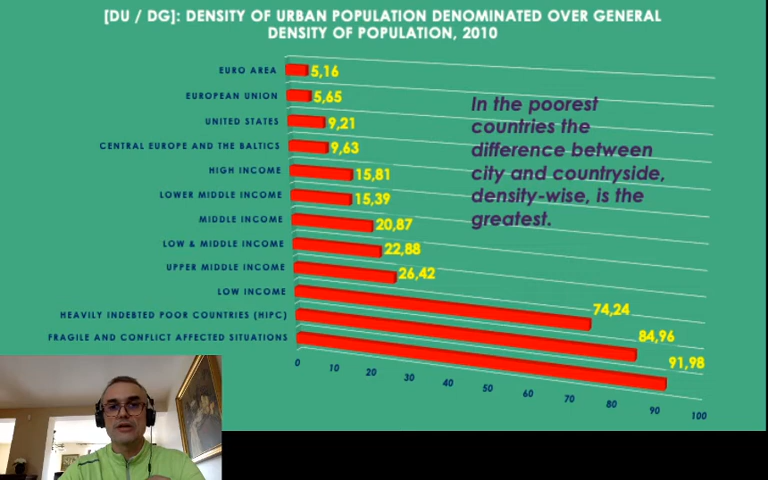 [DU / DG]: DENSITY OF URBAN POPULATION DENOMINATED OVER GENERAL
DENSITY OF POPULATION, 2010
EURO AREA 5,16
EUROPEAN UNION 5,65
UNITED STATES 9,21
CENTRAL EUROPE AND THE BALTICS 9,63
HIGH INCOME 15,81
LOWER MIDDLE INCOME 15,39
MIDDLE INCOME 20,87
LOW & MIDDLE INCOME 22,88
UPPER MIDDLE INCOME 26,42
LOW INCOME 74,24
HEAVILY INDEBTED POOR COUNTRIES (HIPC) 84,96
FRAGILE AND CONFLICT AFFECTED SITUATIONS 91,98
0 10 20 30 40 50 60 70 80 90 100
In the poorest
countries the
difference between
city and countryside,
density-wise, is the
greatest.